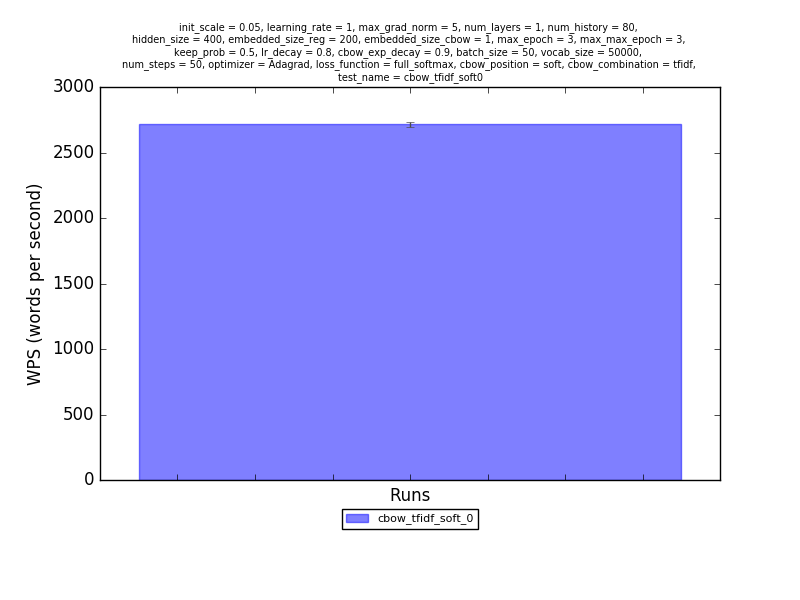 init_scale = 0.05, learning_rate = 1, max_grad_norm = 5, num_layers = 1, num_history = 80,
hidden_size = 400, embedded_size_reg = 200, embedded_size_cbow = 1, max_epoch = 3, max_max_epoch = 3,
keep_prob = 0.5, lr_decay = 0.8, cbow_exp_decay = 0.9, batch_size = 50, vocab_size = 50000,
num_steps = 50, optimizer = Adagrad, loss_function = full_softmax, cbow_position = soft, cbow_combination = tfidf,
test_name = cbow_tfidf_soft0
3000
2500
2000
1500
1000
500
0
WPS (words per second)
Runs
cbow_tfidf_soft_0